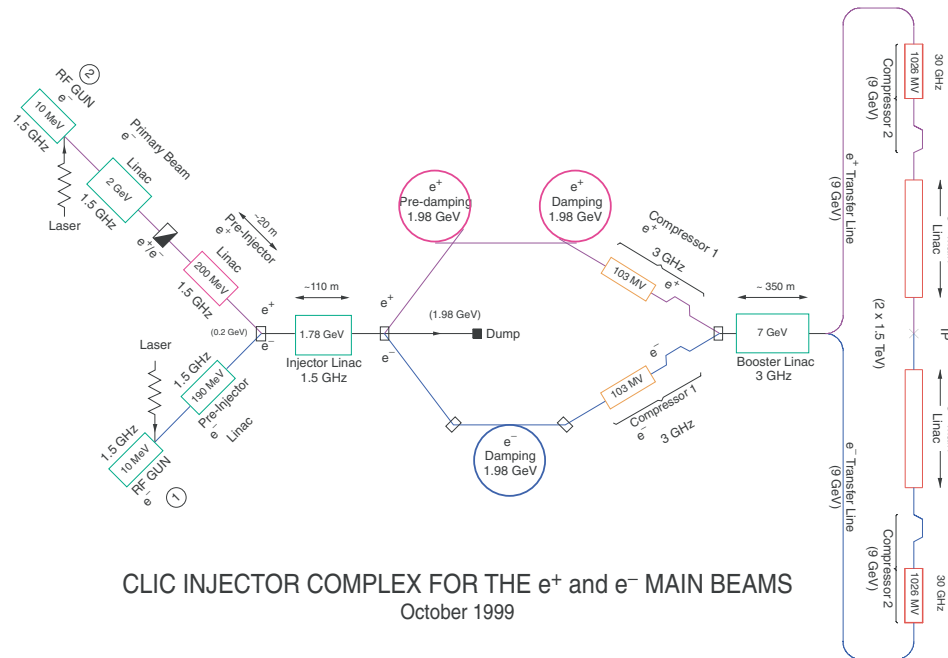 2
RF GUN
e−
10 MeV
1.5 GHz
Laser
Primary Beam
e−
Linac
2 GeV
1.5 GHz
e+/e−
~20 m
Pre-Injector
e+
Linac
200 MeV
1.5 GHz
(0.2 GeV)
e+
e−
Laser
1.5 GHz
190 MeV
Pre-Injector
e− Linac
1.5 GHz
10 MeV
RF GUN
e−
1
~110 m
1.78 GeV
Injector Linac
1.5 GHz
e+
e−
(1.98 GeV)
Dump
e+
Pre-damping
1.98 GeV
e+
Damping
1.98 GeV
Compressor 1
e+
3 GHz
103 MV
e+
e−
Damping
1.98 GeV
e−
103 MV
Compressor 1
e−
3 GHz
~ 350 m
7 GeV
Booster Linac
3 GHz
e+ Transfer Line
(9 GeV)
e− Transfer Line
(9 GeV)
30 GHz
1026 MV
Compressor 2
(9 GeV)
Linac
(2 x 1.5 TeV)
Linac
Compressor 2
(9 GeV)
1026 MV
30 GHz
CLIC INJECTOR COMPLEX FOR THE e+ and e− MAIN BEAMS
October 1999